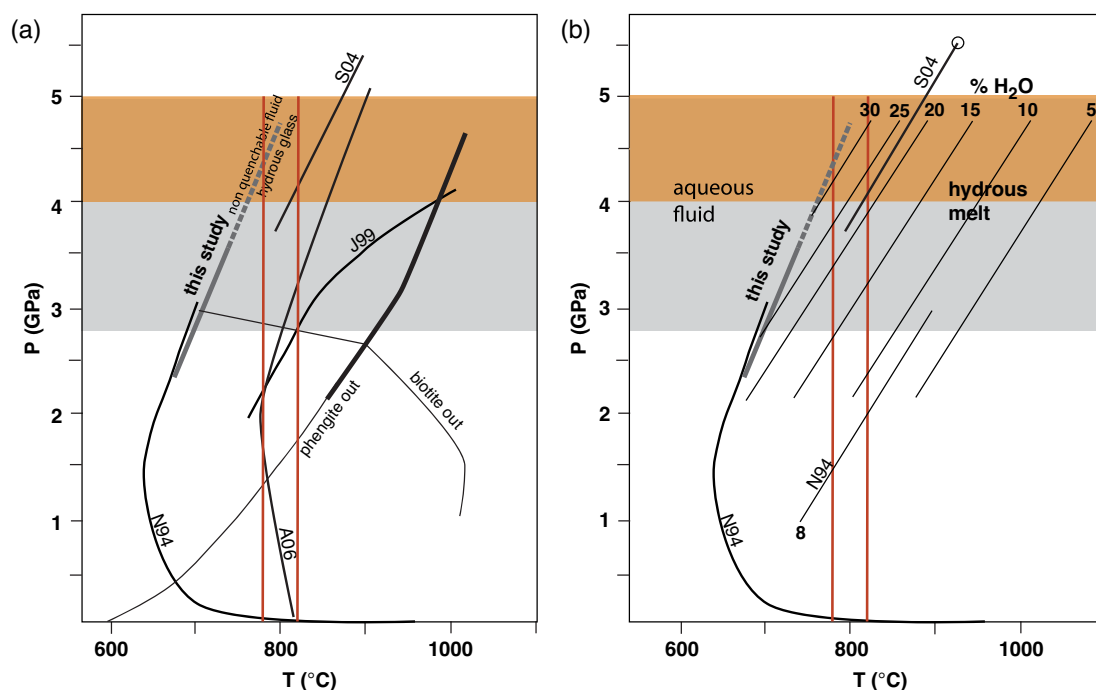 (a)
S04
non quenchable fluid
hydrous glass
this study
J99
phengite out
biotite out
N94
A06
5
4
3
2
1
P (GPa)
600
800
1000
T (°C)
(b)
S04
% H2O
30
25
20
15
10
5
aqueous
fluid
hydrous
melt
this study
N94
8
N94
5
4
3
2
1
P (GPa)
600
800
1000
T (°C)